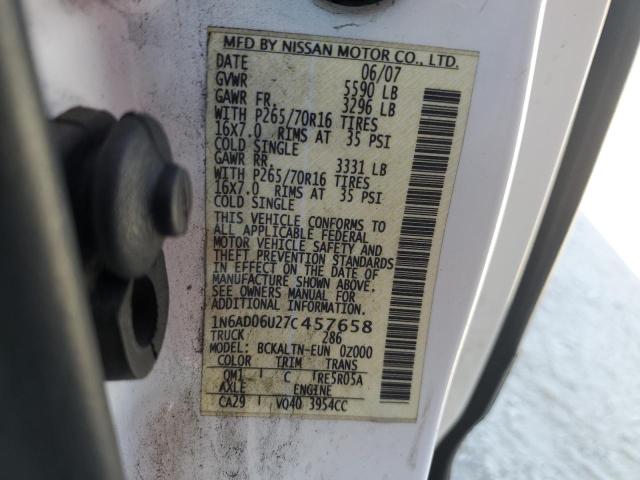 MFD BY NISSAN MOTOR CO., LTD.
DATE 06/07
GVWR 5590 LB
GAWR FR. 3296 LB
WITH P265/70R16 TIRES
16X7.0 RIMS AT 35 PSI
COLD SINGLE
GAWR RR. 3331 LB
WITH P265/70R16 TIRES
16X7.0 RIMS AT 35 PSI
COLD SINGLE
THIS VEHICLE CONFORMS TO
ALL APPLICABLE FEDERAL
MOTOR VEHICLE SAFETY AND
THEFT PREVENTION STANDARDS
IN EFFECT ON THE DATE OF
MANUFACTURE SHOWN ABOVE.
SEE OWNERS MANUAL FOR
MAXIMUM PAYLOAD
1N6AD06U27C457658
TRUCK 286
MODEL: BCKALTN-EUN 0Z000
COLOR TRIM TRANS
QM1 C RE5R05A
AXLE ENGINE
CA29 VQ40 3954CC